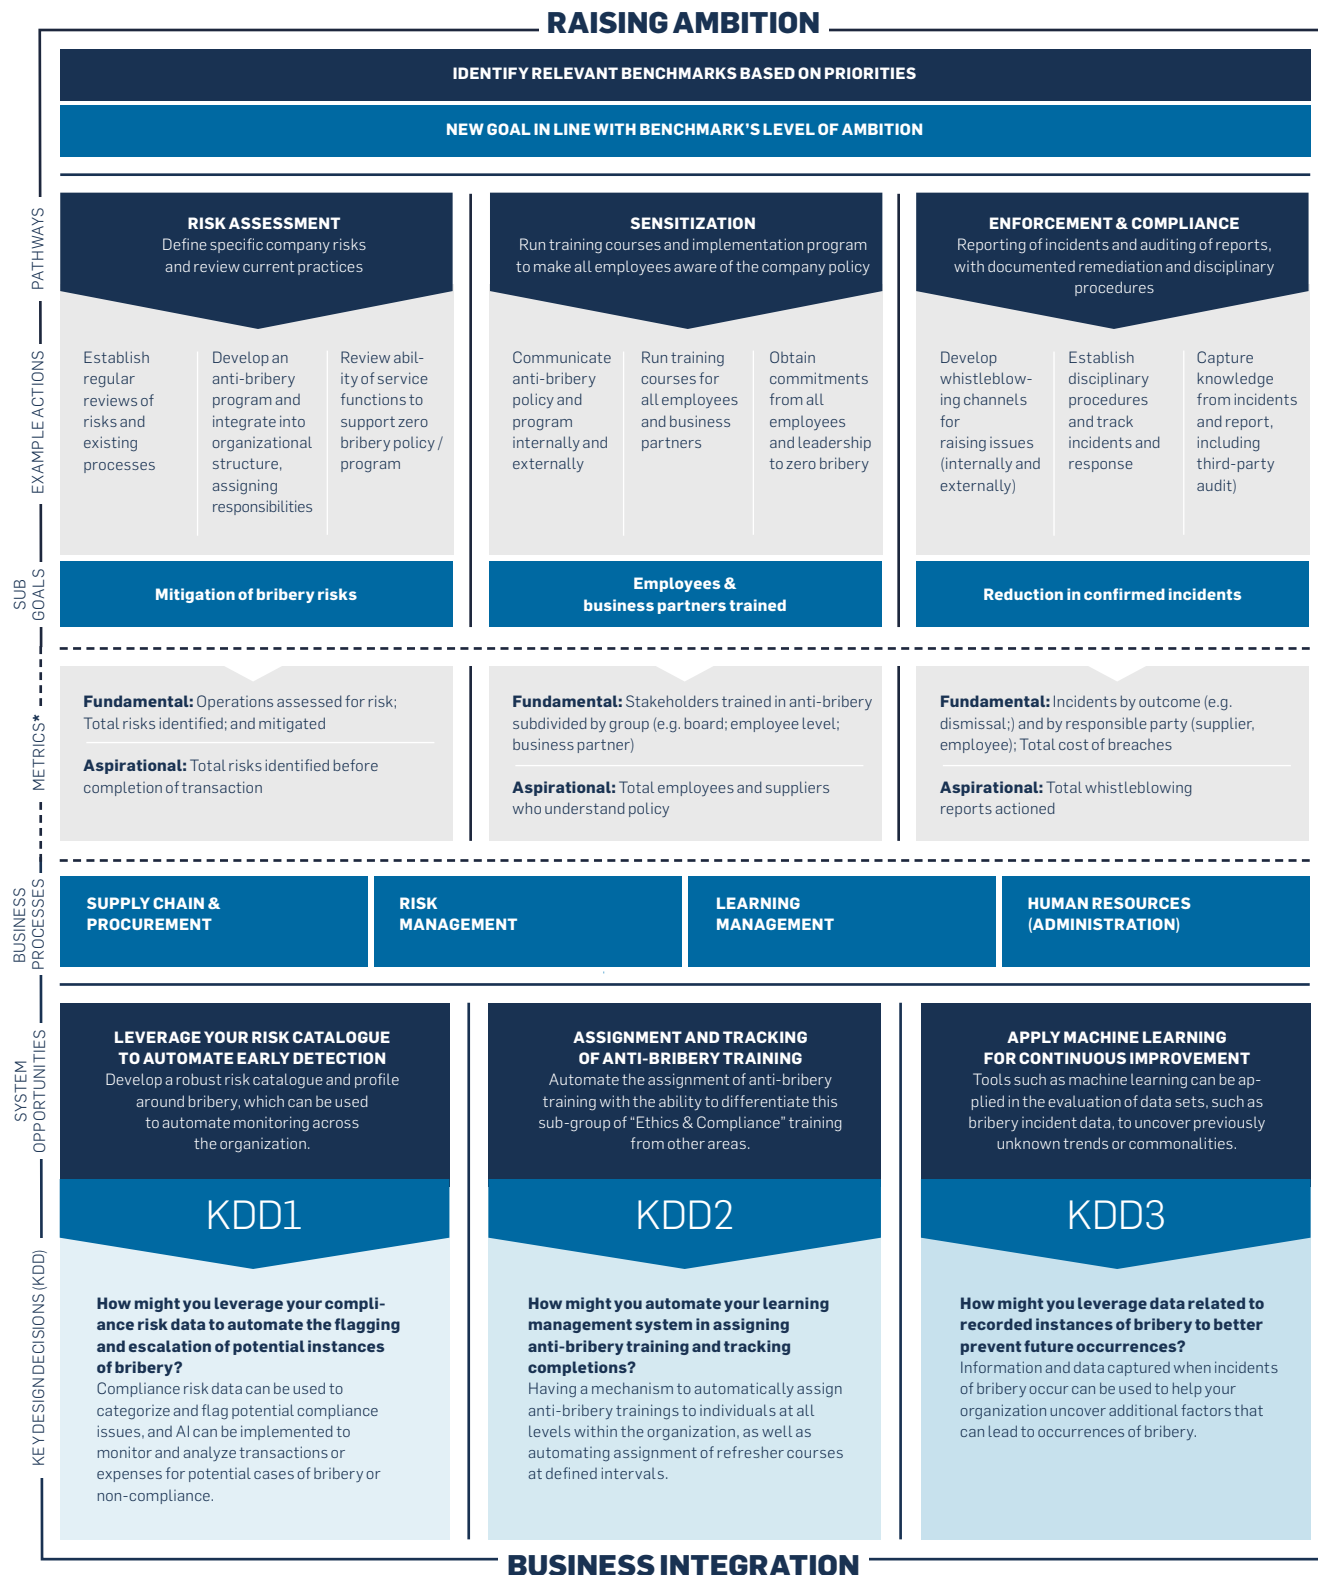 RAISING AMBITION
IDENTIFY RELEVANT BENCHMARKS BASED ON PRIORITIES
NEW GOAL IN LINE WITH BENCHMARK'S LEVEL OF AMBITION
PATHWAYS
RISK ASSESSMENT
Define specific company risks
and review current practices
SENSITIZATION
Run training courses and implementation program
to make all employees aware of the company policy
ENFORCEMENT & COMPLIANCE
Reporting of incidents and auditing of reports,
with documented remediation and disciplinary
procedures
EXAMPLE ACTIONS
Establish
regular
reviews of
risks and
existing
processes
Develop an
anti-bribery
program and
integrate into
organizational
structure,
assigning
responsibilities
Review abil-
ity of service
functions to
support zero
bribery policy /
program
Communicate
anti-bribery
policy and
program
internally and
externally
Run training
courses for
all employees
and business
partners
Obtain
commitments
from all
employees
and leadership
to zero bribery
Develop
whistleblow-
ing channels
for
raising issues
(internally and
externally)
Establish
disciplinary
procedures
and track
incidents and
response
Capture
knowledge
from incidents
and report,
including
third-party
audit)
SUB
GOALS
Mitigation of bribery risks
Employees &
business partners trained
Reduction in confirmed incidents
METRICS*
Fundamental: Operations assessed for risk;
Total risks identified; and mitigated
Aspirational: Total risks identified before
completion of transaction
Fundamental: Stakeholders trained in anti-bribery
subdivided by group (e.g. board; employee level;
business partner)
Aspirational: Total employees and suppliers
who understand policy
Fundamental: Incidents by outcome (e.g.
dismissal;) and by responsible party (supplier,
employee); Total cost of breaches
Aspirational: Total whistleblowing
reports actioned
BUSINESS
PROCESSES
SUPPLY CHAIN &
PROCUREMENT
RISK
MANAGEMENT
LEARNING
MANAGEMENT
HUMAN RESOURCES
(ADMINISTRATION)
SYSTEM
OPPORTUNITIES
LEVERAGE YOUR RISK CATALOGUE
TO AUTOMATE EARLY DETECTION
Develop a robust risk catalogue and profile
around bribery, which can be used
to automate monitoring across
the organization.
ASSIGNMENT AND TRACKING
OF ANTI-BRIBERY TRAINING
Automate the assignment of anti-bribery
training with the ability to differentiate this
sub-group of “Ethics & Compliance” training
from other areas.
APPLY MACHINE LEARNING
FOR CONTINUOUS IMPROVEMENT
Tools such as machine learning can be ap-
plied in the evaluation of data sets, such as
bribery incident data, to uncover previously
unknown trends or commonalities.
KEY DESIGN DECISIONS (KDD)
KDD1
How might you leverage your compli-
ance risk data to automate the flagging
and escalation of potential instances
of bribery?
Compliance risk data can be used to
categorize and flag potential compliance
issues, and AI can be implemented to
monitor and analyze transactions or
expenses for potential cases of bribery or
non-compliance.
KDD2
How might you automate your learning
management system in assigning
anti-bribery training and tracking
completions?
Having a mechanism to automatically assign
anti-bribery trainings to individuals at all
levels within the organization, as well as
automating assignment of refresher courses
at defined intervals.
KDD3
How might you leverage data related to
recorded instances of bribery to better
prevent future occurrences?
Information and data captured when incidents
of bribery occur can be used to help your
organization uncover additional factors that
can lead to occurrences of bribery.
BUSINESS INTEGRATION